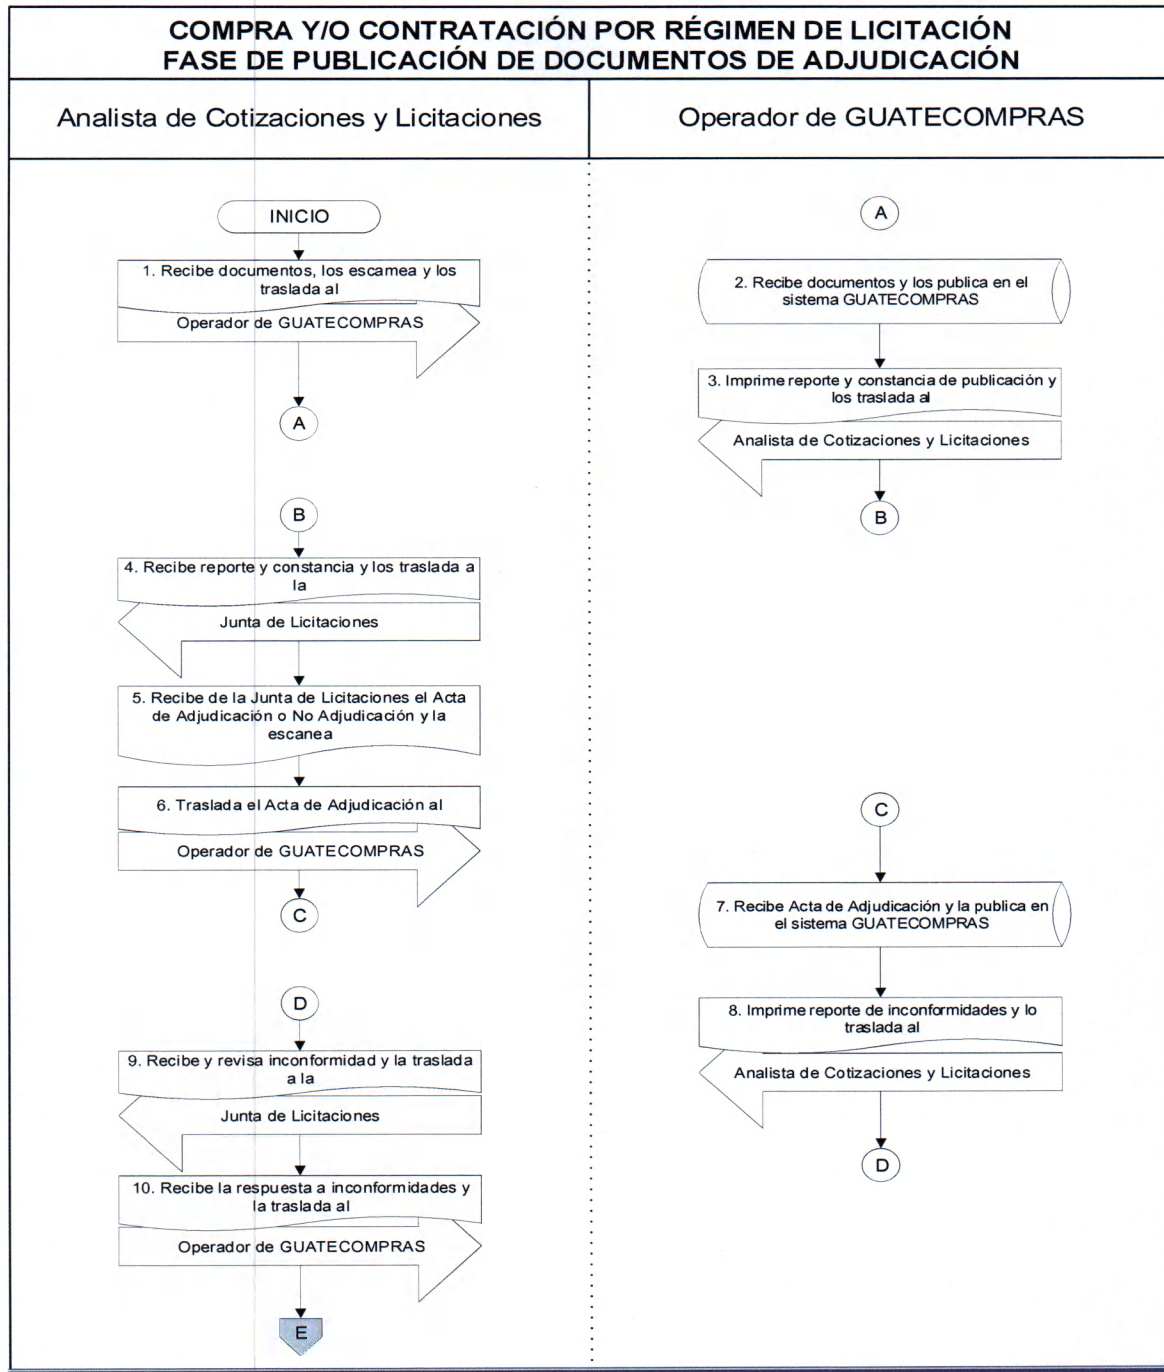 COMPRA Y/O CONTRATACIÓN POR RÉGIMEN DE LICITACIÓN
FASE DE PUBLICACIÓN DE DOCUMENTOS DE ADJUDICACIÓN
Analista de Cotizaciones y Licitaciones
Operador de GUATECOMPRAS
INICIO
1. Recibe documentos, los escamea y los
traslada al
Operador de GUATECOMPRAS
A
A
2. Recibe documentos y los publica en el
sistema GUATECOMPRAS
3. Imprime reporte y constancia de publicación y
los traslada al
Analista de Cotizaciones y Licitaciones
B
B
4. Recibe reporte y constancia y los traslada a
la
Junta de Licitaciones
5. Recibe de la Junta de Licitaciones el Acta
de Adjudicación o No Adjudicación y la
escanea
6. Traslada el Acta de Adjudicación al
Operador de GUATECOMPRAS
C
C
7. Recibe Acta de Adjudicación y la publica en
el sistema GUATECOMPRAS
8. Imprime reporte de inconformidades y lo
traslada al
Analista de Cotizaciones y Licitaciones
D
D
9. Recibe y revisa inconformidad y la traslada
a la
Junta de Licitaciones
10. Recibe la respuesta a inconformidades y
la traslada al
Operador de GUATECOMPRAS
E